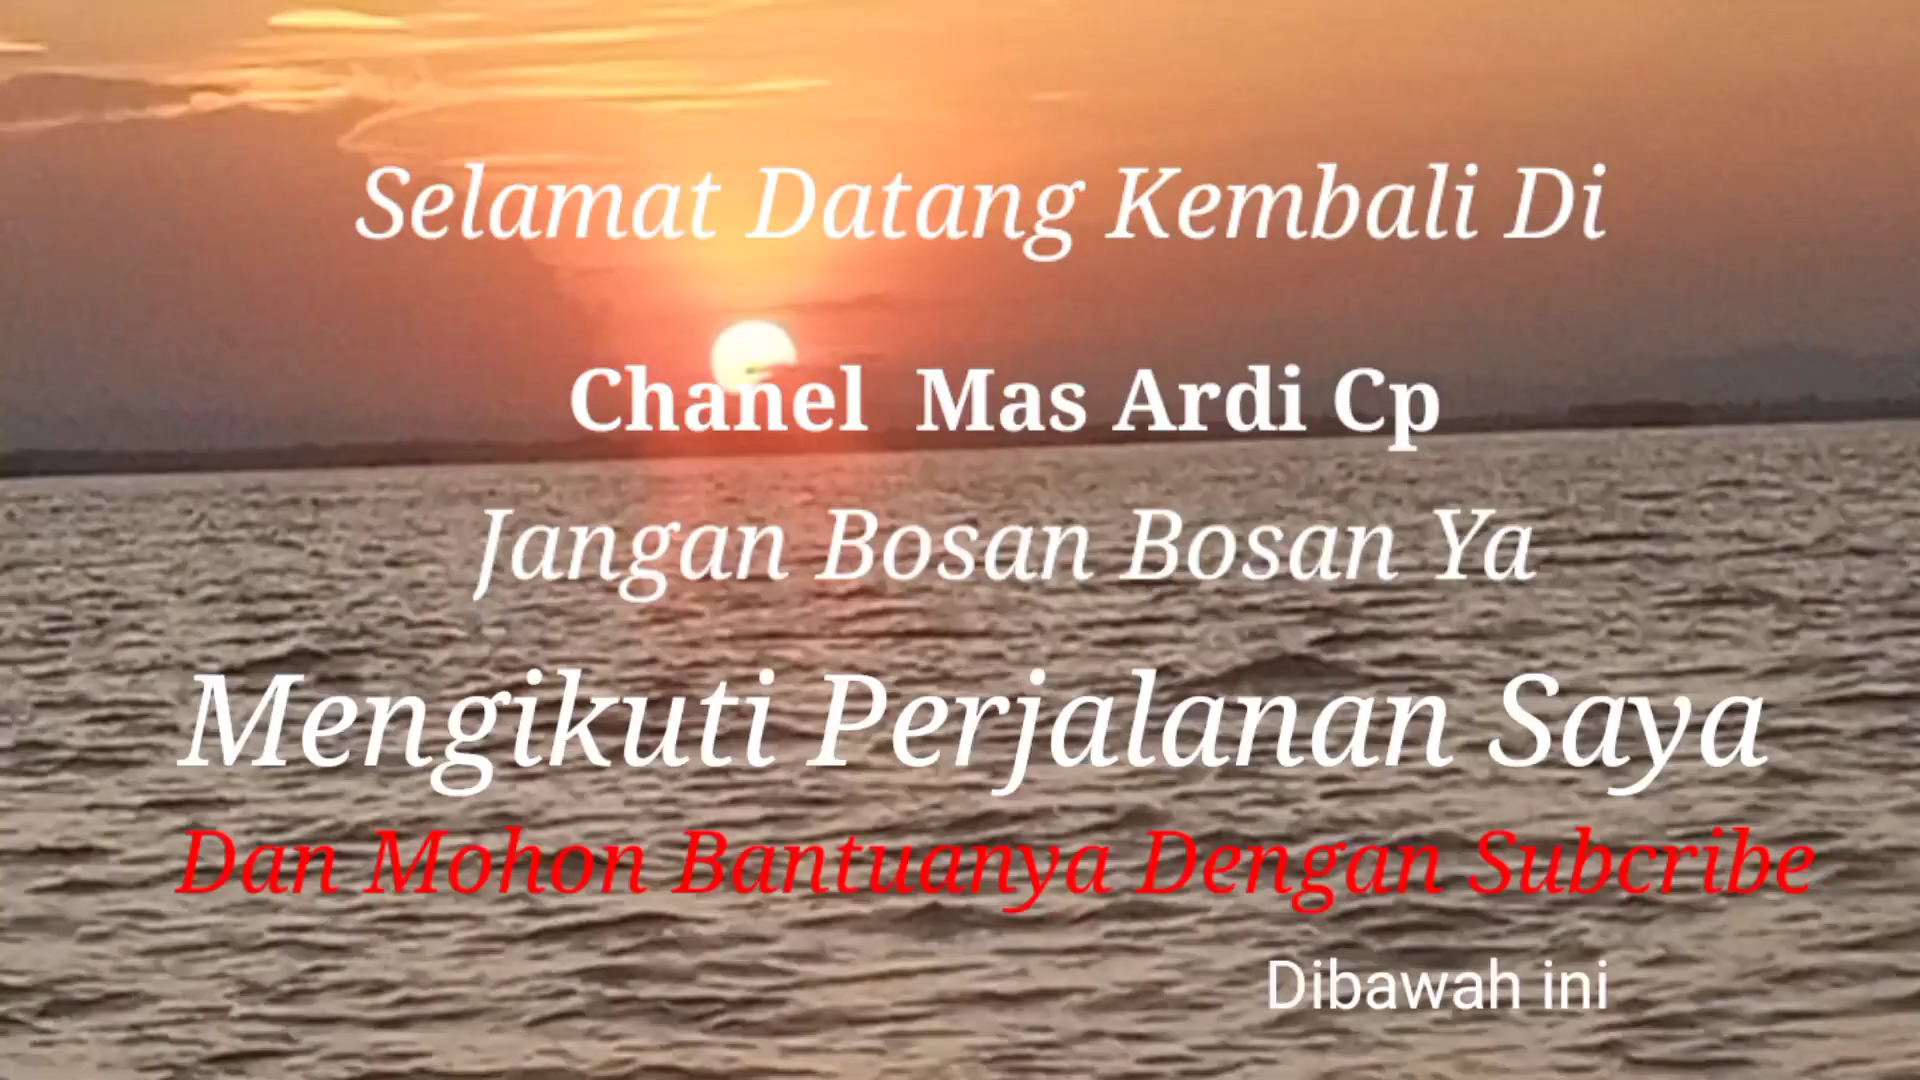 Selamat Datang Kembali Di
Chanel Mas Ardi Cp
Jangan Bosan Bosan Ya
Mengikuti Perjalanan Saya
Dan Mohon Bantuanya Dengan Subcribe
Dibawah ini